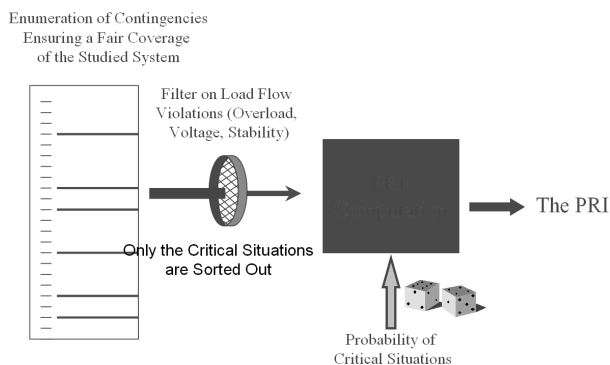 Enumeration of Contingencies
Ensuring a Fair Coverage
of the Studied System
Filter on Load Flow
Violations (Overload,
Voltage, Stability)
Only the Critical Situations
are Sorted Out
Computation
The PRI
Probability of
Critical Situations